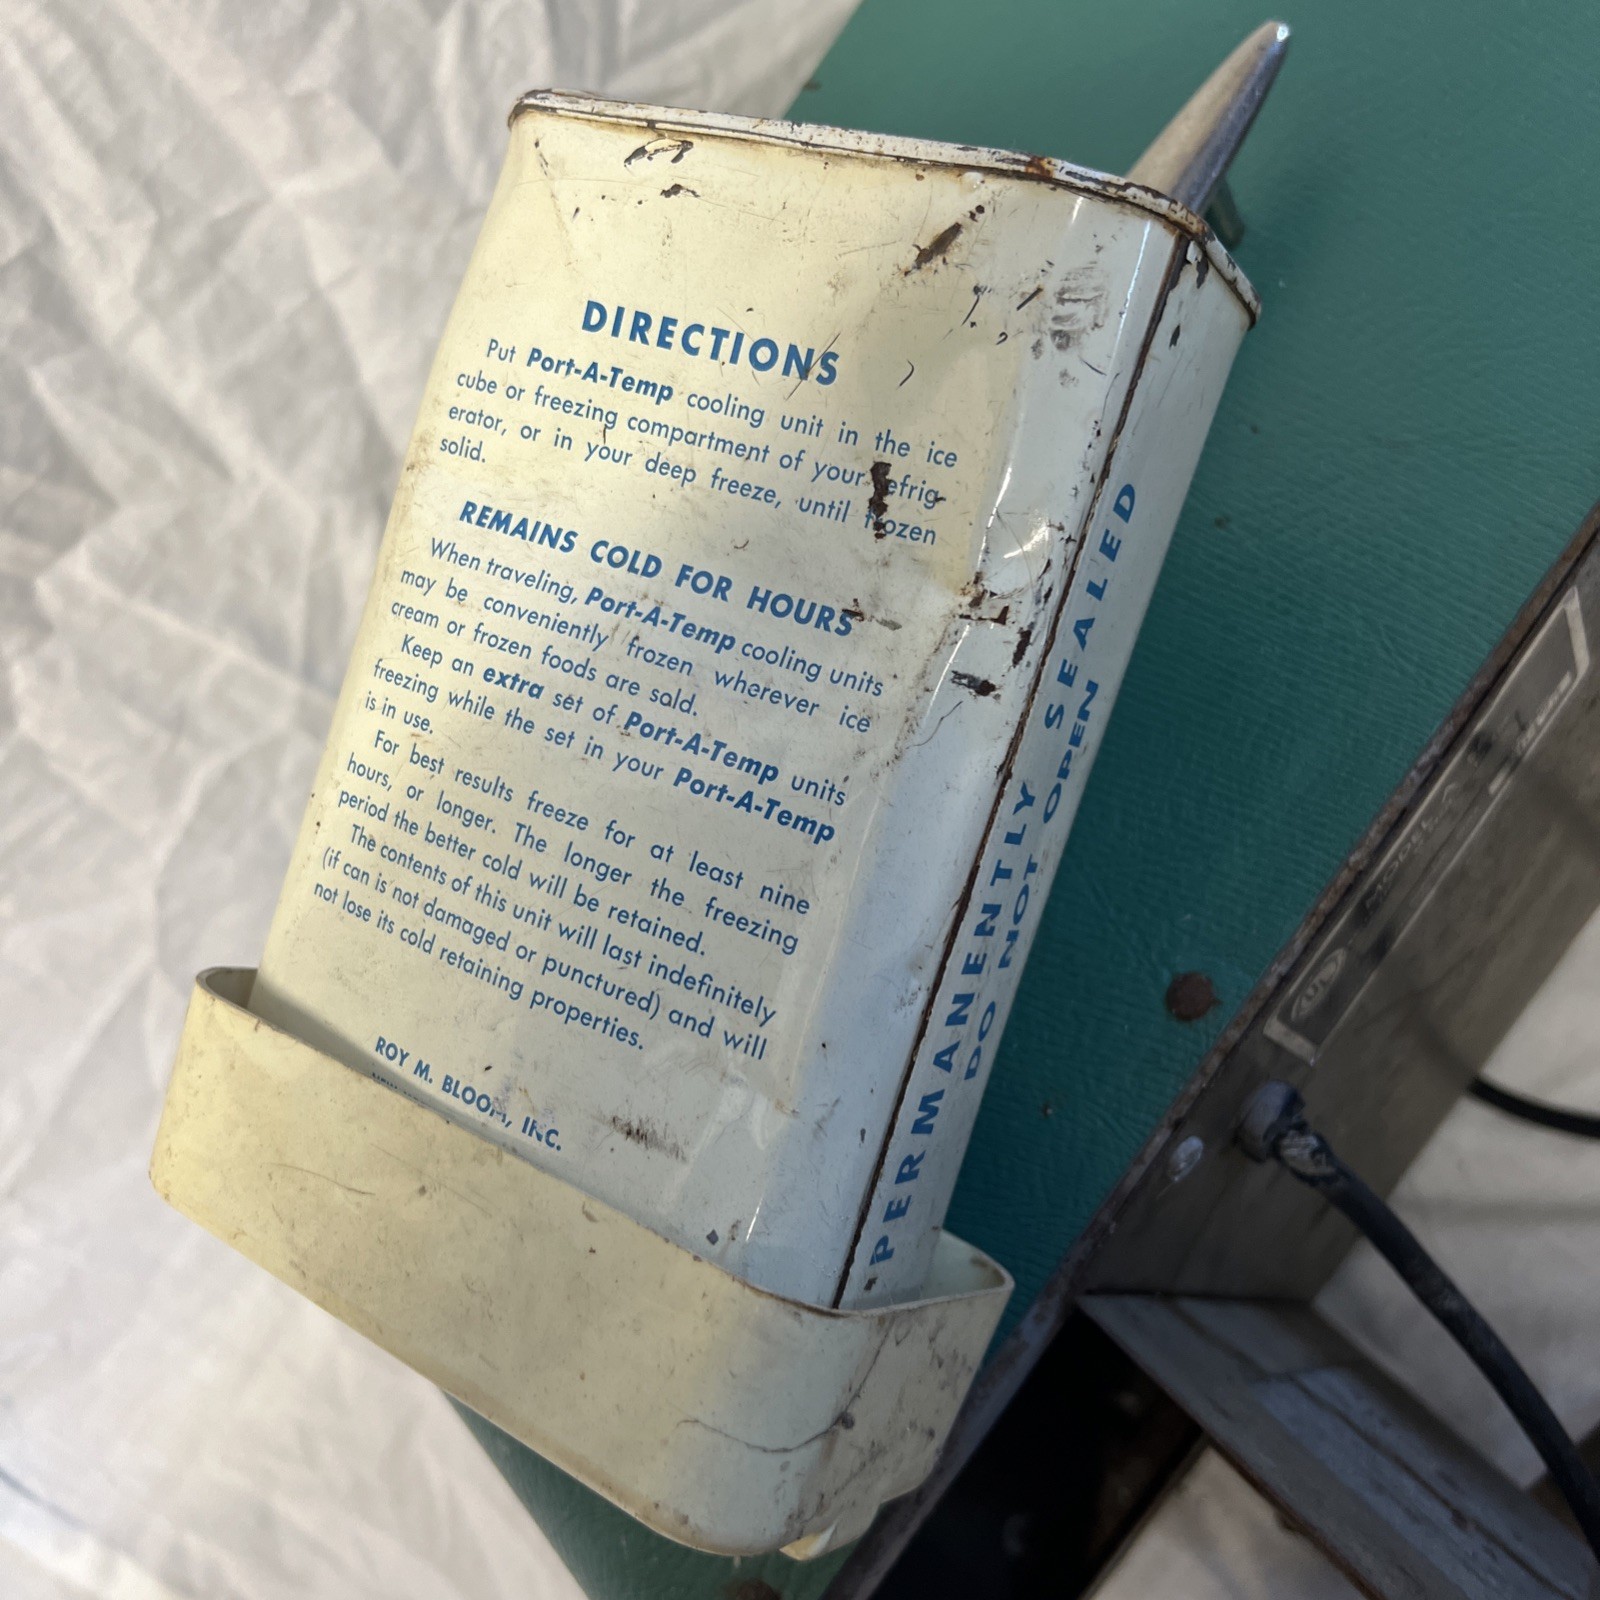 DIRECTIONS
Put Port-A-Temp cooling unit in the ice
cube or freezing compartment of your refrig-
erator, or in your deep freeze, until frozen
solid.
REMAINS COLD FOR HOURS
When traveling, Port-A-Temp cooling units
may be conveniently frozen wherever ice
cream or frozen foods are sold.
Keep an extra set of Port-A-Temp units
freezing while the set in your Port-A-Temp
is in use.
For best results freeze for at least nine
hours, or longer. The longer the freezing
period the better cold will be retained.
The contents of this unit will last indefinitely
(if can is not damaged or punctured) and will
not lose its cold retaining properties.
ROY M. BLOOM, INC.
PERMANENTLY SEALED
DO NOT OPEN
MODEL
UL